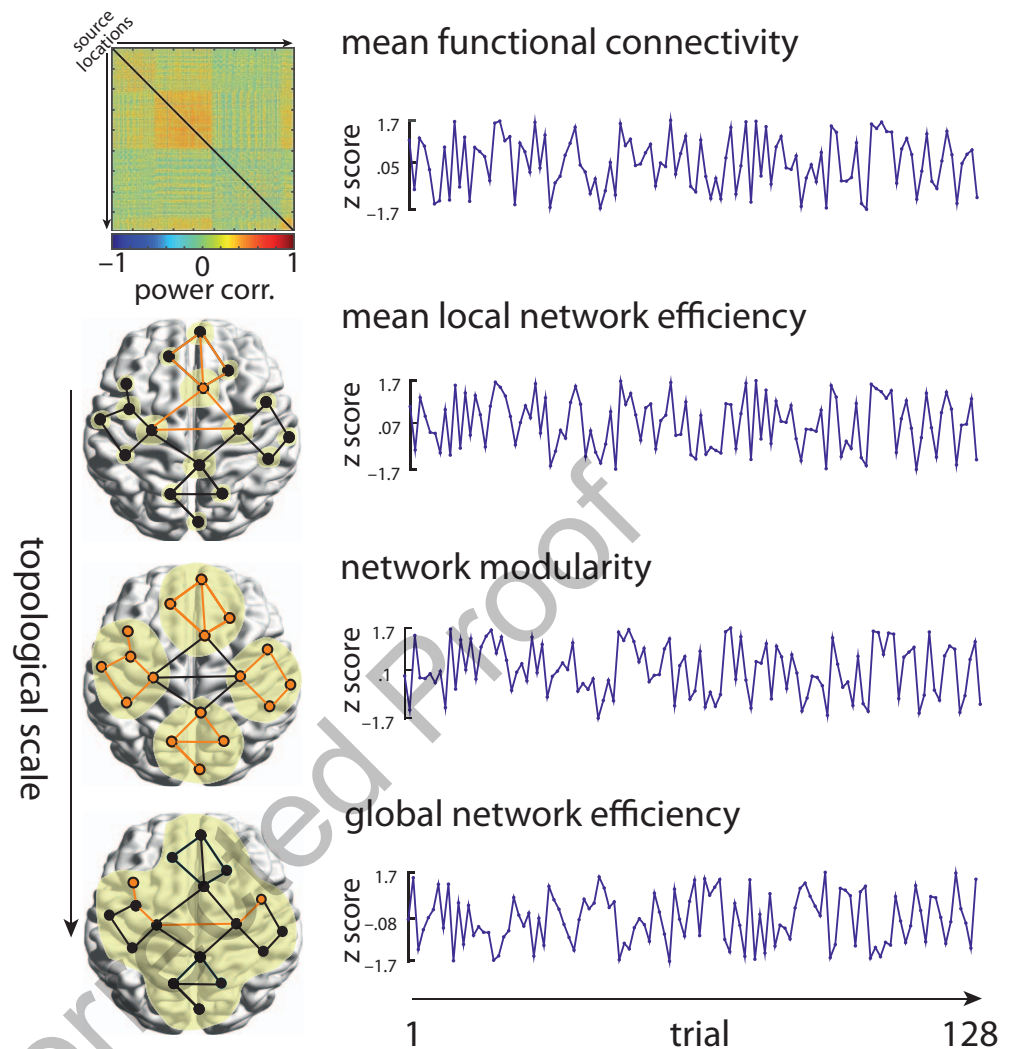 source
locations
−1
0
1
power corr.
mean functional connectivity
z score
1.7
.05
−1.7
mean local network efficiency
z score
1.7
.07
−1.7
topological scale
network modularity
z score
1.7
.1
−1.7
global network efficiency
z score
1.7
−.08
−1.7
1
trial
128
orrected Proof